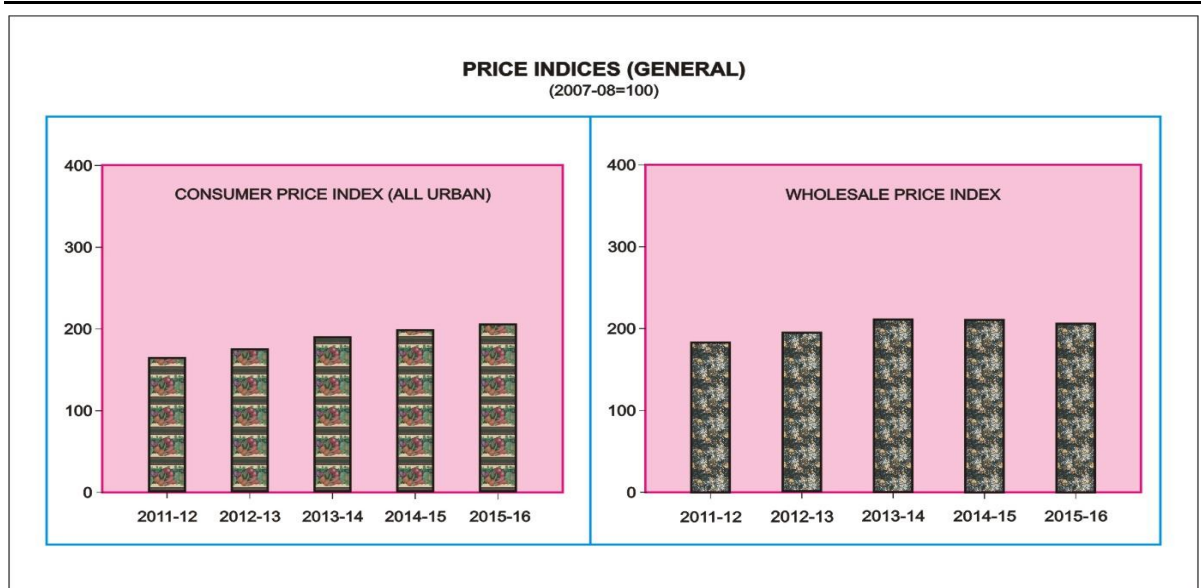 PRICE INDICES (GENERAL)
(2007-08=100)
CONSUMER PRICE INDEX (ALL URBAN)
400
300
200
100
0
2011-12 2012-13 2013-14 2014-15 2015-16
WHOLESALE PRICE INDEX
400
300
200
100
0
2011-12 2012-13 2013-14 2014-15 2015-16